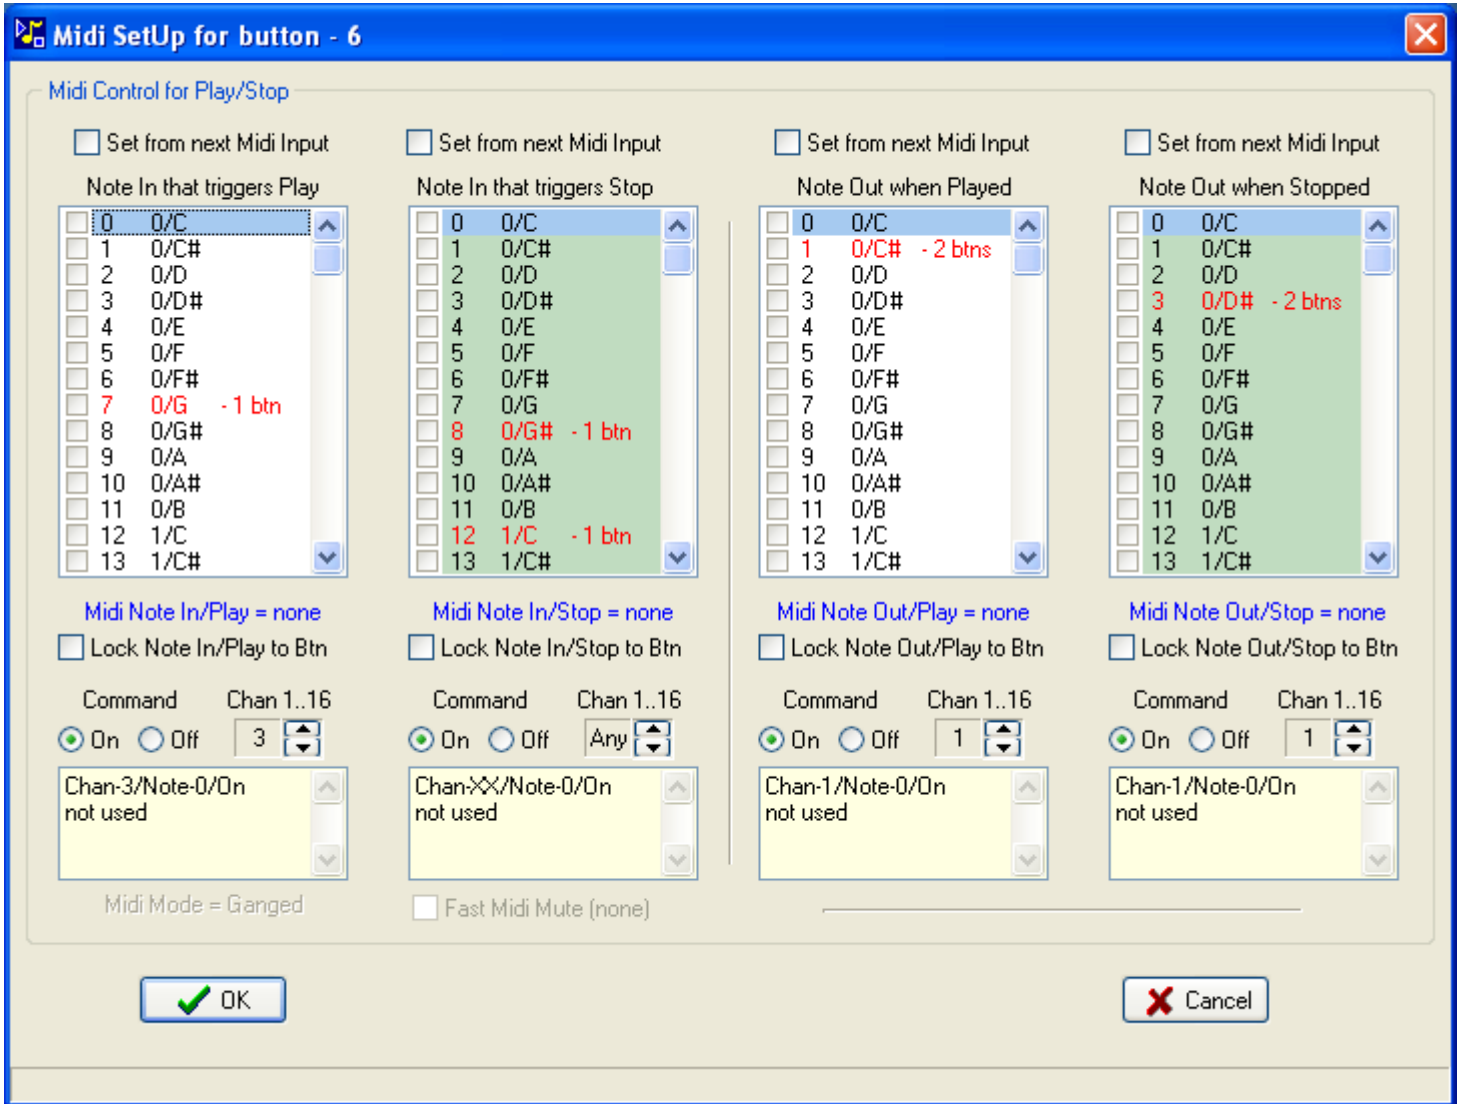 Midi SetUp for button - 6
Midi Control for Play/Stop
Set from next Midi Input
Note In that triggers Play
0 0/C
1 0/C#
2 0/D
3 0/D#
4 0/E
5 0/F
6 0/F#
7 0/G - 1 btn
8 0/G#
9 0/A
10 0/A#
11 0/B
12 1/C
13 1/C#
Midi Note In/Play = none
Lock Note In/Play to Btn
Command Chan 1..16
On Off 3
Chan-3/Note-0/On
not used
Midi Mode = Ganged
Set from next Midi Input
Note In that triggers Stop
0 0/C
1 0/C#
2 0/D
3 0/D#
4 0/E
5 0/F
6 0/F#
7 0/G
8 0/G# - 1 btn
9 0/A
10 0/A#
11 0/B
12 1/C - 1 btn
13 1/C#
Midi Note In/Stop = none
Lock Note In/Stop to Btn
Command Chan 1..16
On Off Any
Chan-XX/Note-0/On
not used
Fast Midi Mute (none)
Set from next Midi Input
Note Out when Played
0 0/C
1 0/C# - 2 btns
2 0/D
3 0/D#
4 0/E
5 0/F
6 0/F#
7 0/G
8 0/G#
9 0/A
10 0/A#
11 0/B
12 1/C
13 1/C#
Midi Note Out/Play = none
Lock Note Out/Play to Btn
Command Chan 1..16
On Off 1
Chan-1/Note-0/On
not used
Set from next Midi Input
Note Out when Stopped
0 0/C
1 0/C#
2 0/D
3 0/D# - 2 btns
4 0/E
5 0/F
6 0/F#
7 0/G
8 0/G#
9 0/A
10 0/A#
11 0/B
12 1/C
13 1/C#
Midi Note Out/Stop = none
Lock Note Out/Stop to Btn
Command Chan 1..16
On Off 1
Chan-1/Note-0/On
not used
OK
Cancel